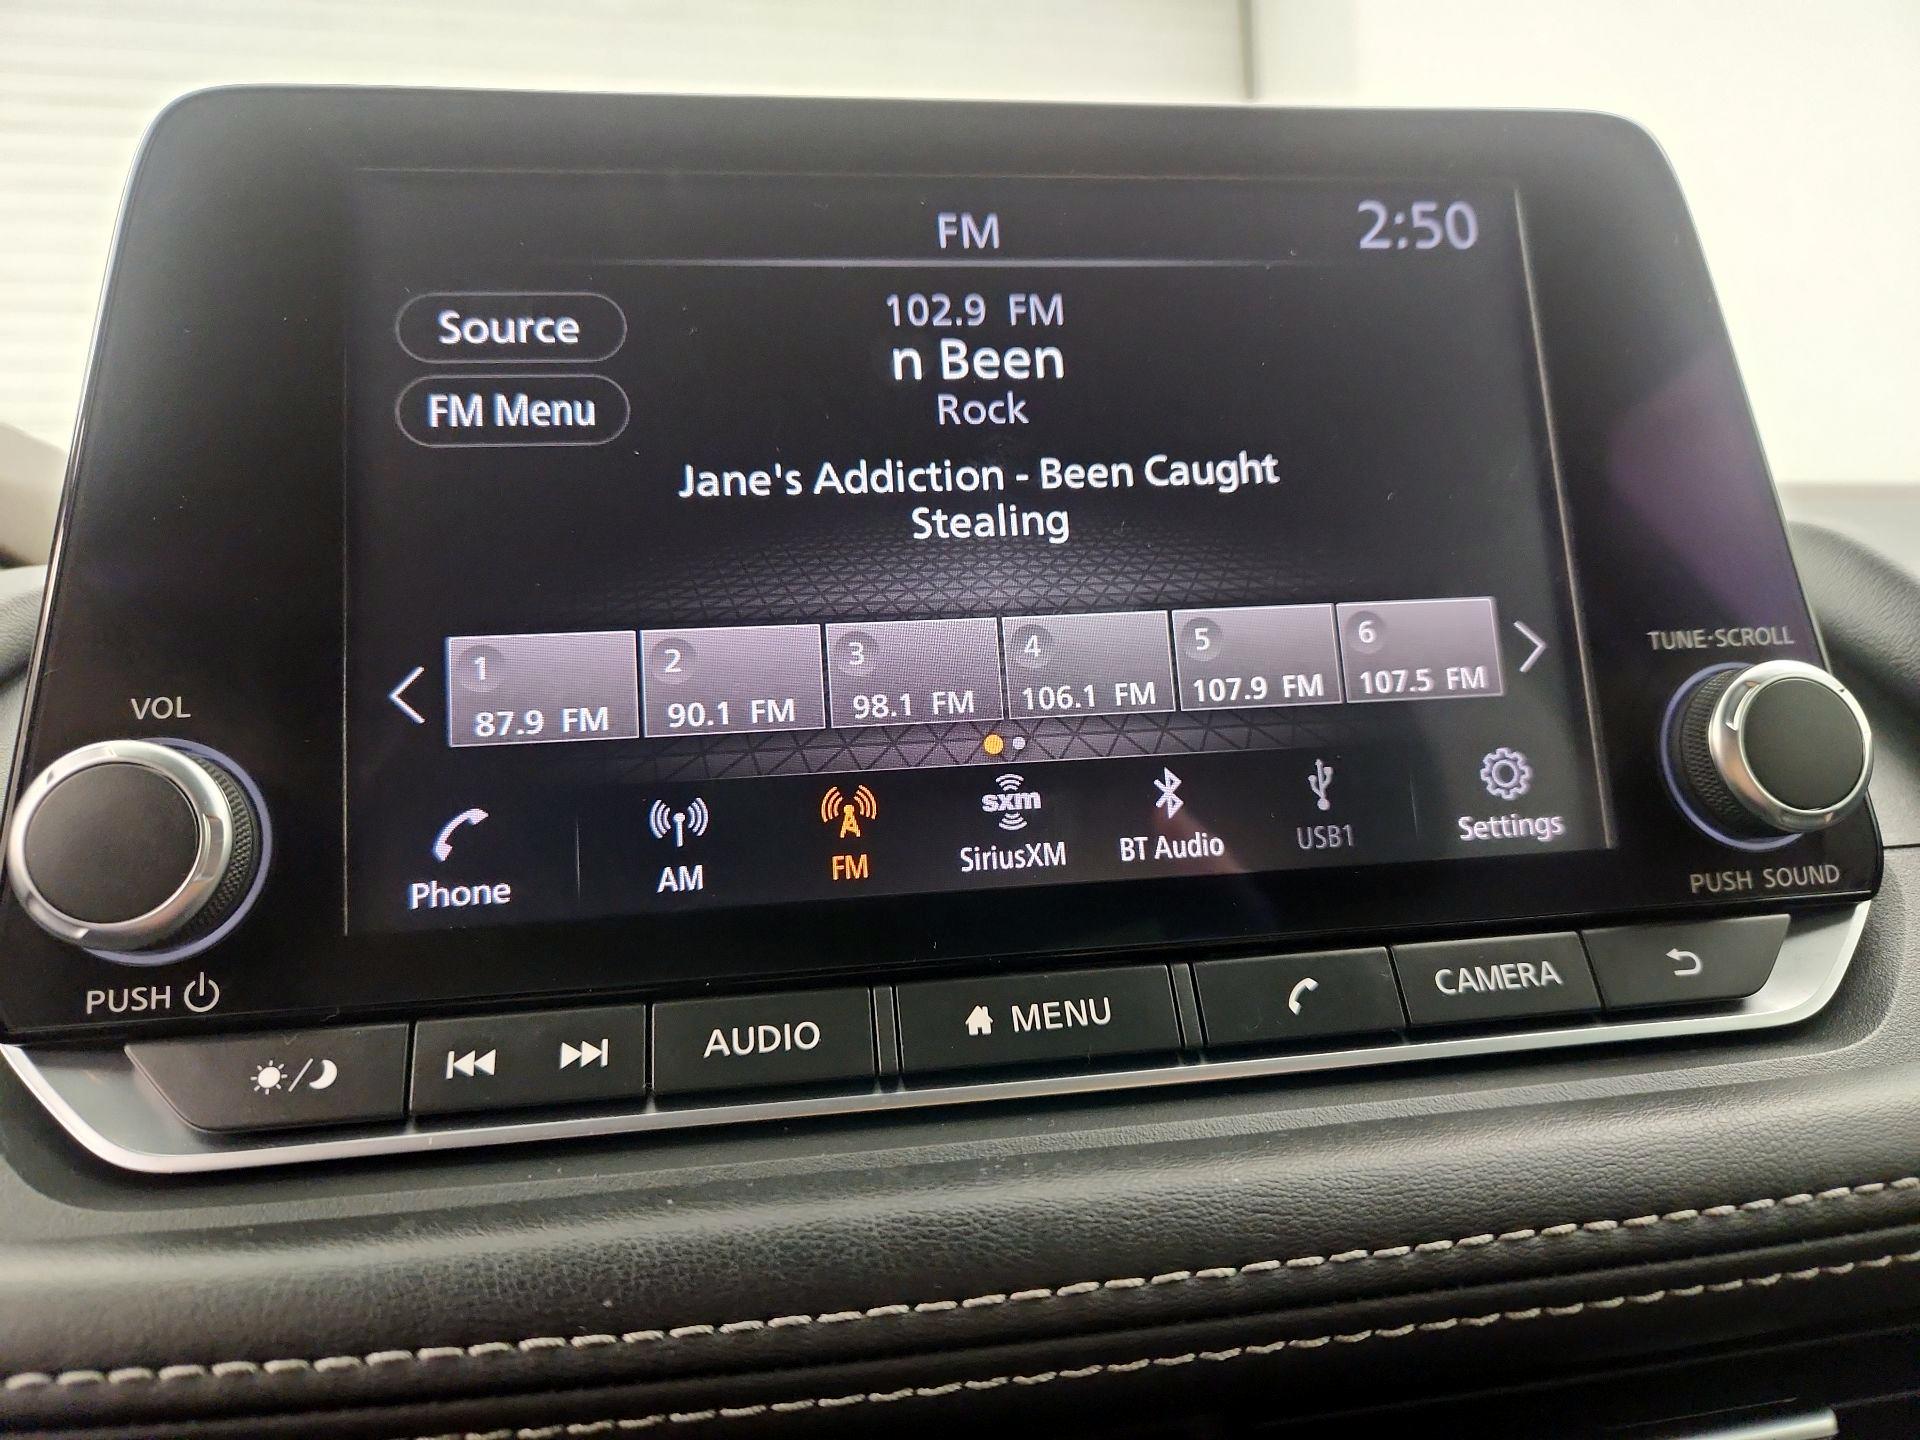 FM
2:50
Source
102.9 FM
n Been
FM Menu
Rock
Jane's Addiction - Been Caught
Stealing
1
2
3
4
5
6
87.9 FM
90.1 FM
98.1 FM
106.1 FM
107.9 FM
107.5 FM
VOL
TUNE·SCROLL
Phone
AM
FM
sxm
SiriusXM
BT Audio
USB1
Settings
PUSH
PUSH SOUND
AUDIO
MENU
CAMERA